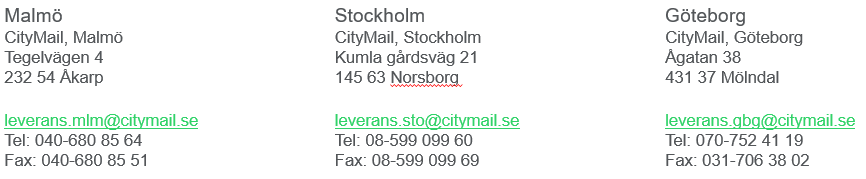 Malmö
CityMail, Malmö
Tegelvägen 4
232 54 Åkarp
leverans.mlm@citymail.se
Tel: 040-680 85 64
Fax: 040-680 85 51
Stockholm
CityMail, Stockholm
Kumla gårdsväg 21
145 63 Norsborg
leverans.sto@citymail.se
Tel: 08-599 099 60
Fax: 08-599 099 69
Göteborg
CityMail, Göteborg
Ågatan 38
431 37 Mölndal
leverans.gbg@citymail.se
Tel: 070-752 41 19
Fax: 031-706 38 02